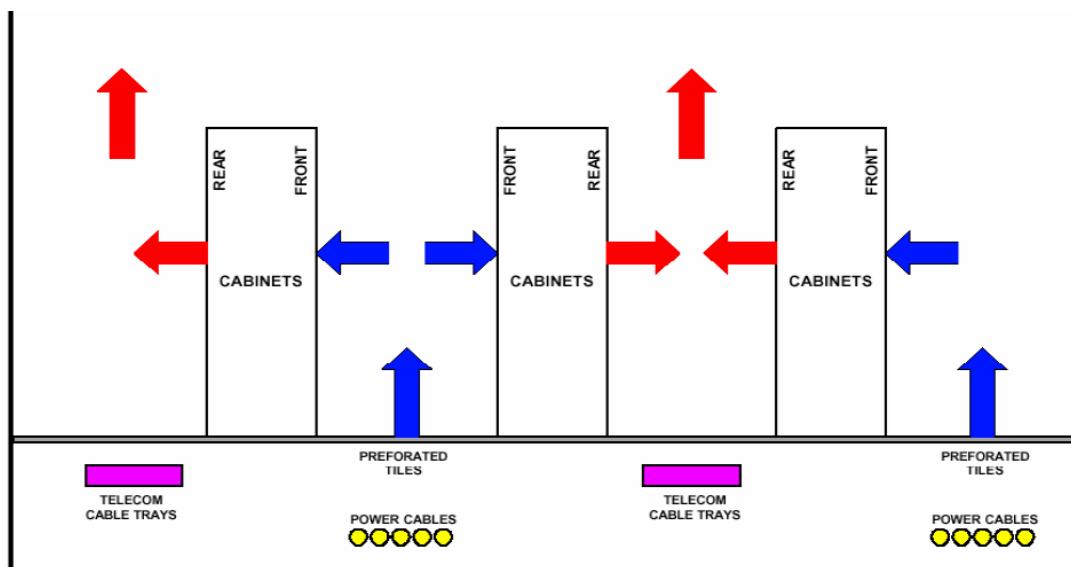 REAR
FRONT
FRONT
REAR
REAR
FRONT
CABINETS
CABINETS
CABINETS
PREFORATED
TILES
PREFORATED
TILES
TELECOM
CABLE TRAYS
TELECOM
CABLE TRAYS
POWER CABLES
POWER CABLES